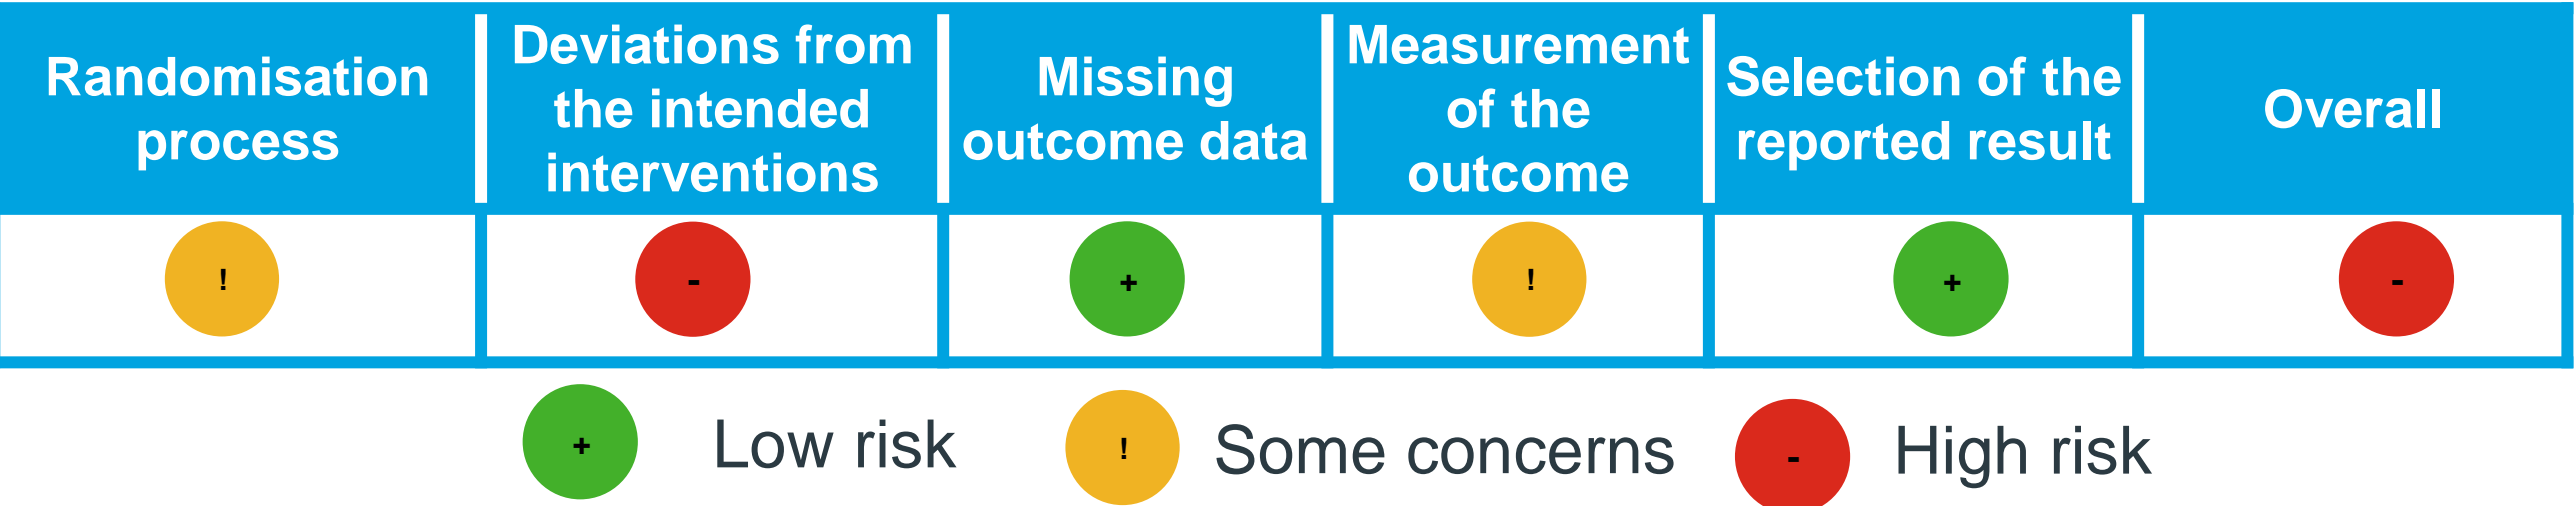 Randomisation
process
Deviations from
the intended
interventions
Missing
outcome data
Measurement
of the
outcome
Selection of the
reported result
Overall
!
-
+
!
+
-
+ Low risk
! Some concerns
- High risk